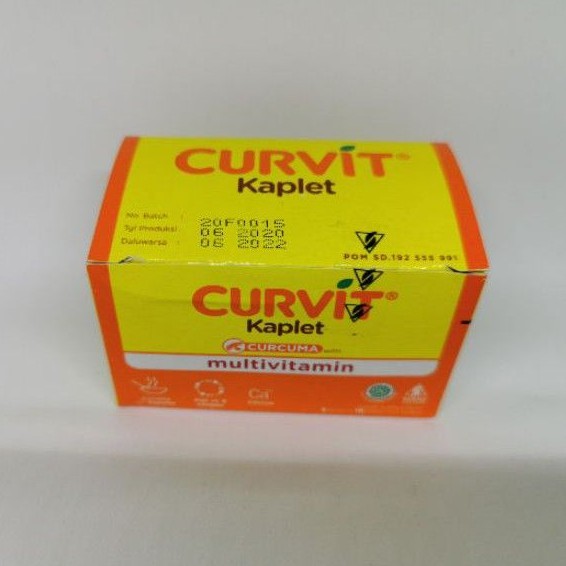 CURVIT®
Kaplet
No. Batch : 20F0015
Tgl Produksi : 06 2020
Daluwarsa : 06 2022
POM SD.192 555 991
CURVIT®
Kaplet
CURCUMA with
multivitamin